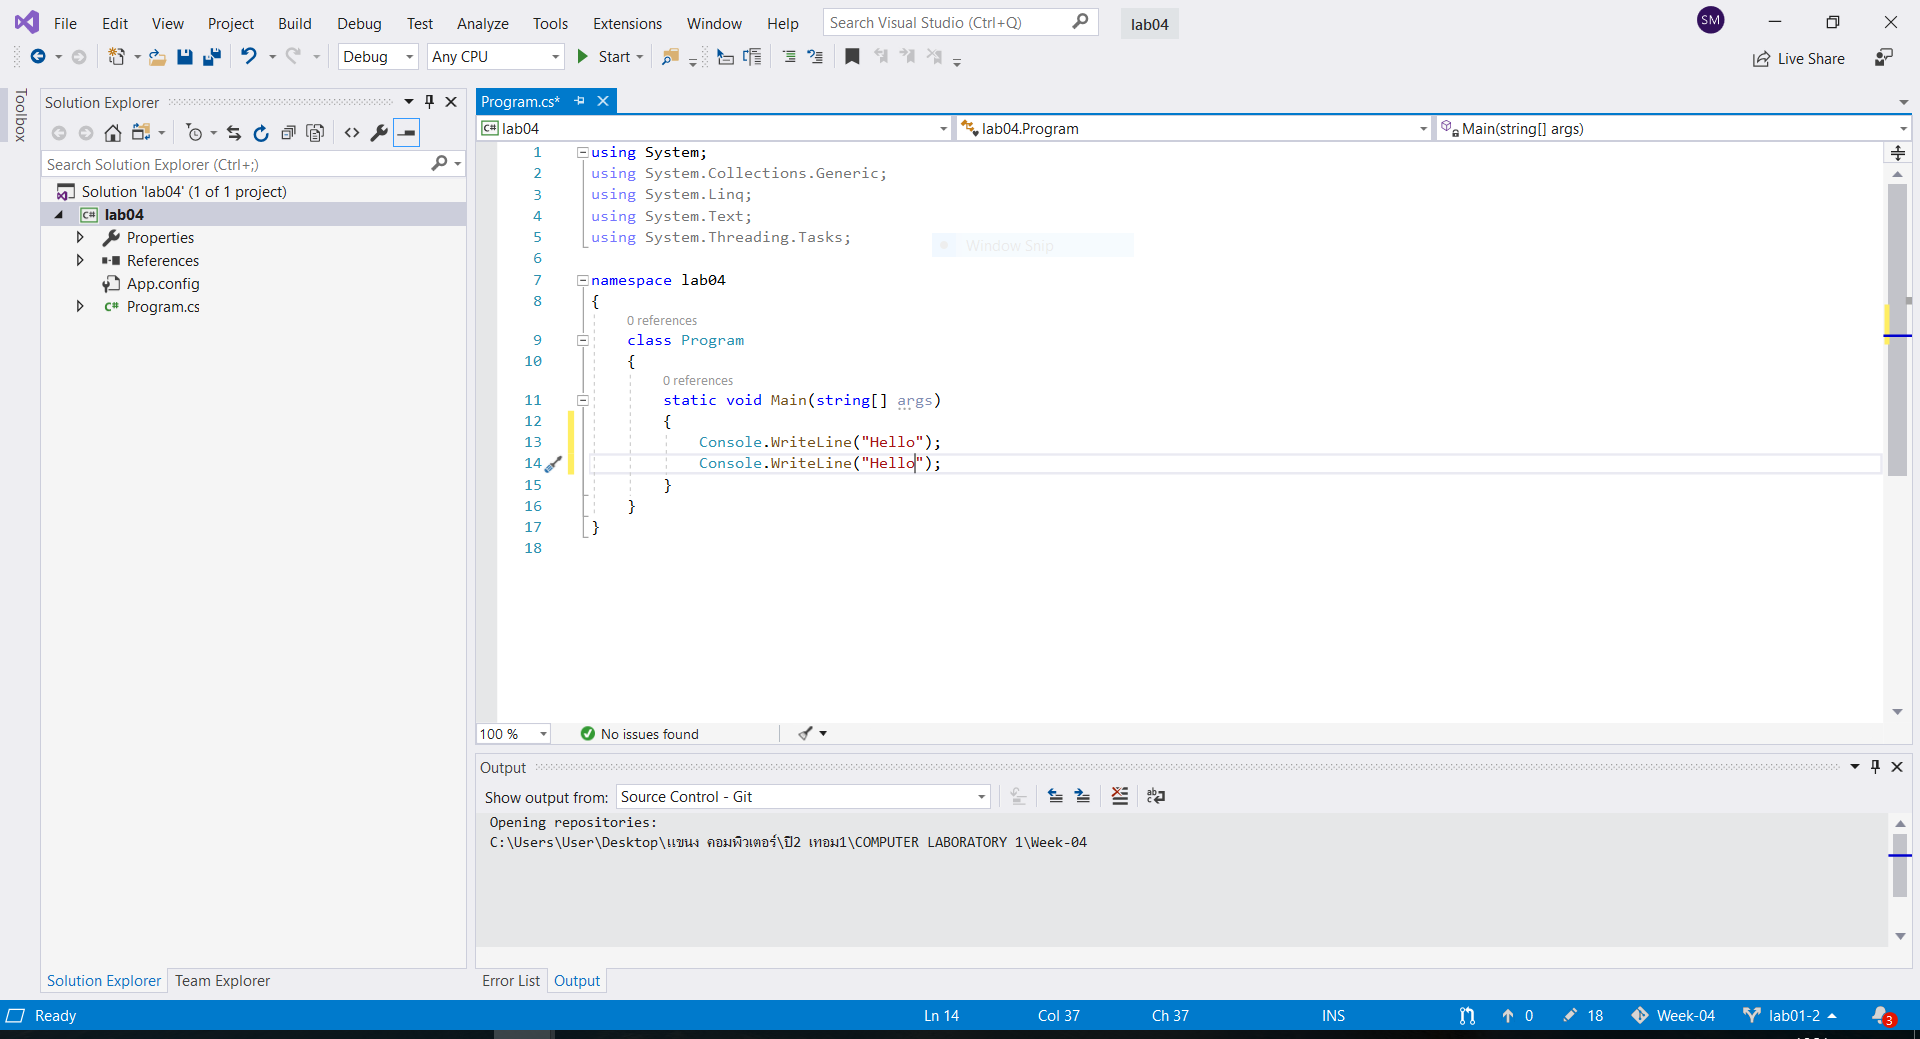 File Edit View Project Build Debug Test Analyze Tools Extensions Window Help Search Visual Studio (Ctrl+Q) lab04 SM
Debug Any CPU Start Live Share
Toolbox
Solution Explorer
Search Solution Explorer (Ctrl+;)
Solution 'lab04' (1 of 1 project)
C# lab04
Properties
References
App.config
C# Program.cs
Solution Explorer Team Explorer
Program.cs*
C# lab04 lab04.Program Main(string[] args)
1 using System;
2 using System.Collections.Generic;
3 using System.Linq;
4 using System.Text;
5 using System.Threading.Tasks;
Window Snip
6
7 namespace lab04
8 {
0 references
9 class Program
10 {
0 references
11 static void Main(string[] args)
12 {
13 Console.WriteLine("Hello");
14 Console.WriteLine("Hello");
15 }
16 }
17 }
18
100 % No issues found
Output
Show output from: Source Control - Git
Opening repositories:
C:\Users\User\Desktop\แขนง คอมพิวเตอร์\ปี2 เทอม1\COMPUTER LABORATORY 1\Week-04
Error List Output
Ready Ln 14 Col 37 Ch 37 INS 0 18 Week-04 lab01-2 3